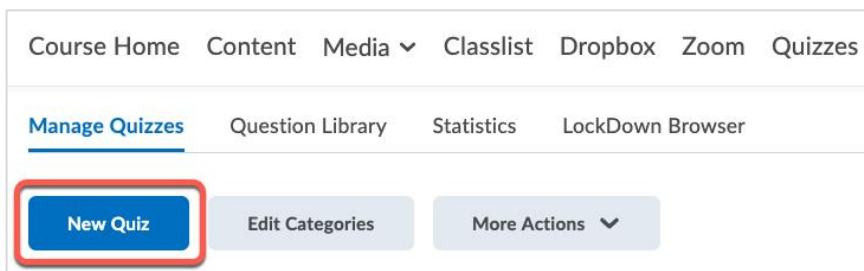 Course Home Content Media Classlist Dropbox Zoom Quizzes
Manage Quizzes Question Library Statistics LockDown Browser
New Quiz Edit Categories More Actions